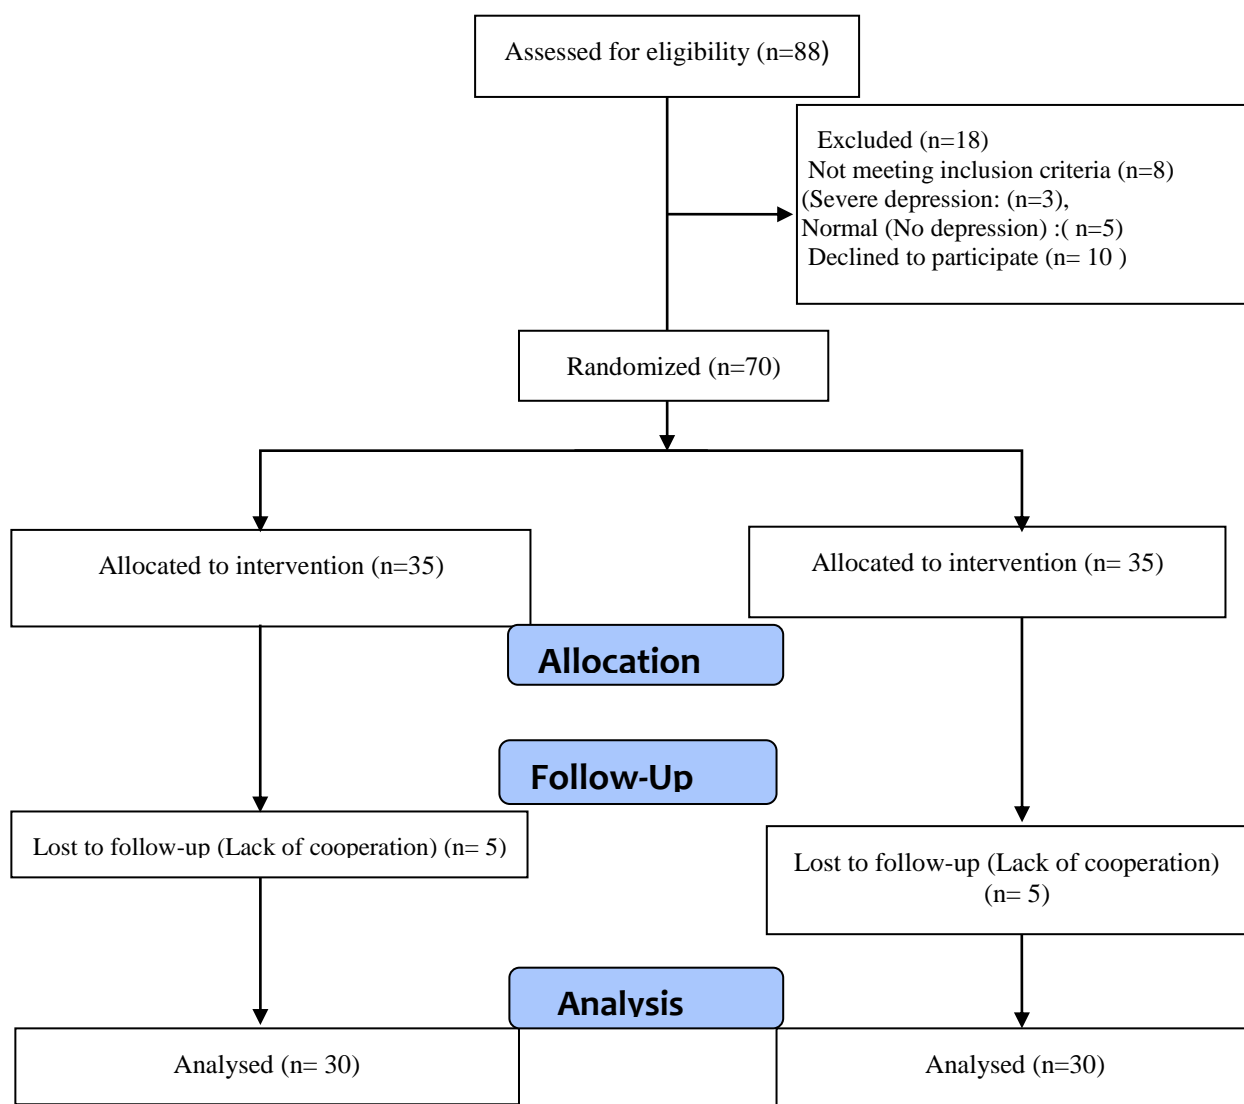 Assessed for eligibility (n=88)
Excluded (n=18)
Not meeting inclusion criteria (n=8)
(Severe depression: (n=3),
Normal (No depression) :( n=5)
Declined to participate (n= 10 )
Randomized (n=70)
Allocated to intervention (n=35)
Allocated to intervention (n= 35)
Allocation
Follow-Up
Lost to follow-up (Lack of cooperation) (n= 5)
Lost to follow-up (Lack of cooperation)
(n= 5)
Analysis
Analysed (n= 30)
Analysed (n=30)